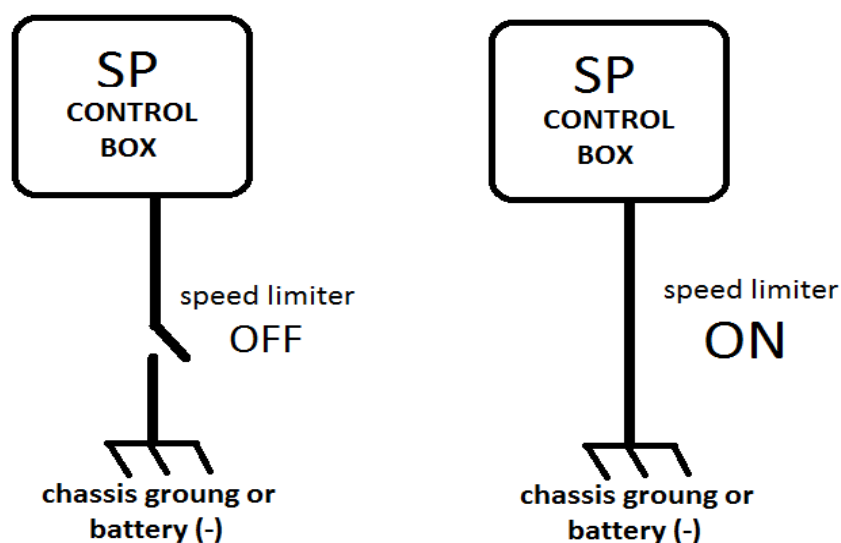 SP
CONTROL
BOX
speed limiter
OFF
chassis groung or
battery (-)
SP
CONTROL
BOX
speed limiter
ON
chassis groung or
battery (-)